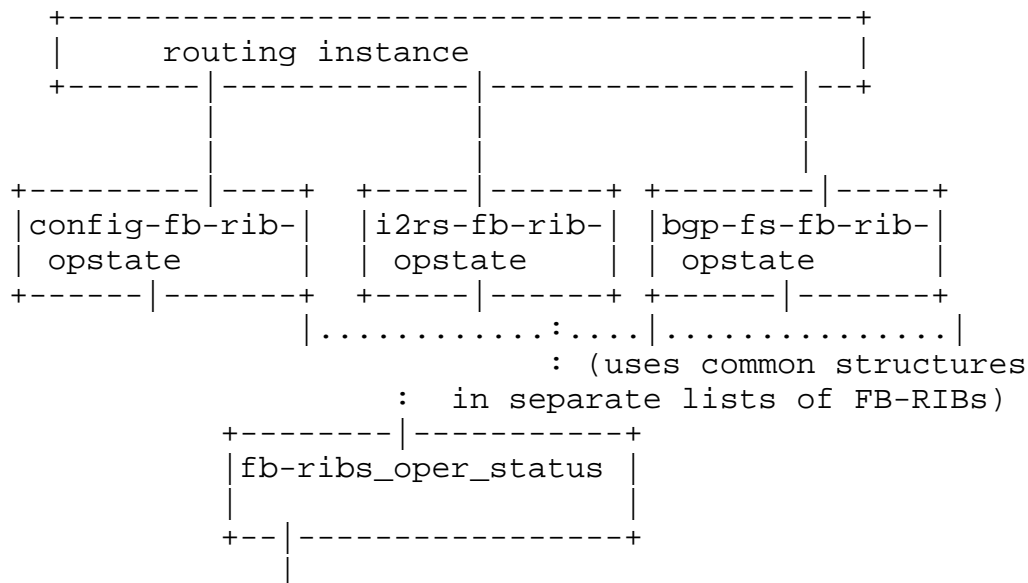 routing instance
config-fb-rib- i2rs-fb-rib- bgp-fs-fb-rib-
opstate opstate opstate
: (uses common structures
: in separate lists of FB-RIBs)
fb-ribs_oper_status